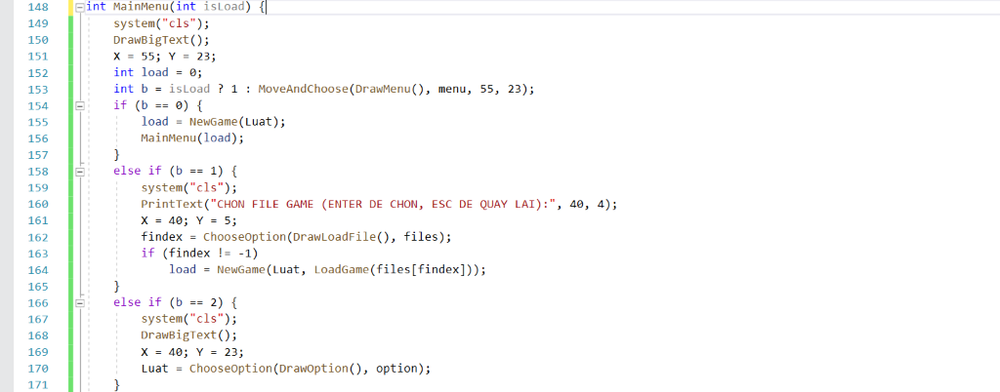 148 int MainMenu(int isLoad) {
149 system("cls");
150 DrawBigText();
151 X = 55; Y = 23;
152 int load = 0;
153 int b = isLoad ? 1 : MoveAndChoose(DrawMenu(), menu, 55, 23);
154 if (b == 0) {
155 load = NewGame(Luat);
156 MainMenu(load);
157 }
158 else if (b == 1) {
159 system("cls");
160 PrintText("CHON FILE GAME (ENTER DE CHON, ESC DE QUAY LAI):", 40, 4);
161 X = 40; Y = 5;
162 findex = ChooseOption(DrawLoadFile(), files);
163 if (findex != -1)
164 load = NewGame(Luat, LoadGame(files[findex]));
165 }
166 else if (b == 2) {
167 system("cls");
168 DrawBigText();
169 X = 40; Y = 23;
170 Luat = ChooseOption(DrawOption(), option);
171 }